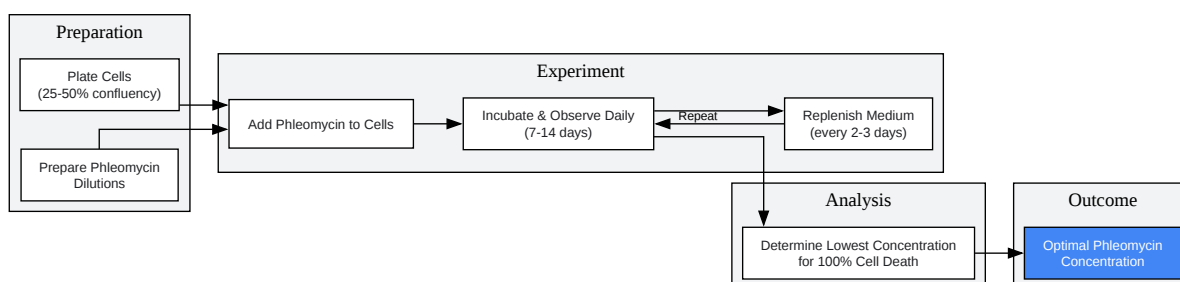 Preparation
Plate Cells
(25-50% confluency)
Prepare Phleomycin
Dilutions
Experiment
Add Phleomycin to Cells
Incubate & Observe Daily
(7-14 days)
Repeat
Replenish Medium
(every 2-3 days)
Analysis
Determine Lowest Concentration
for 100% Cell Death
Outcome
Optimal Phleomycin
Concentration